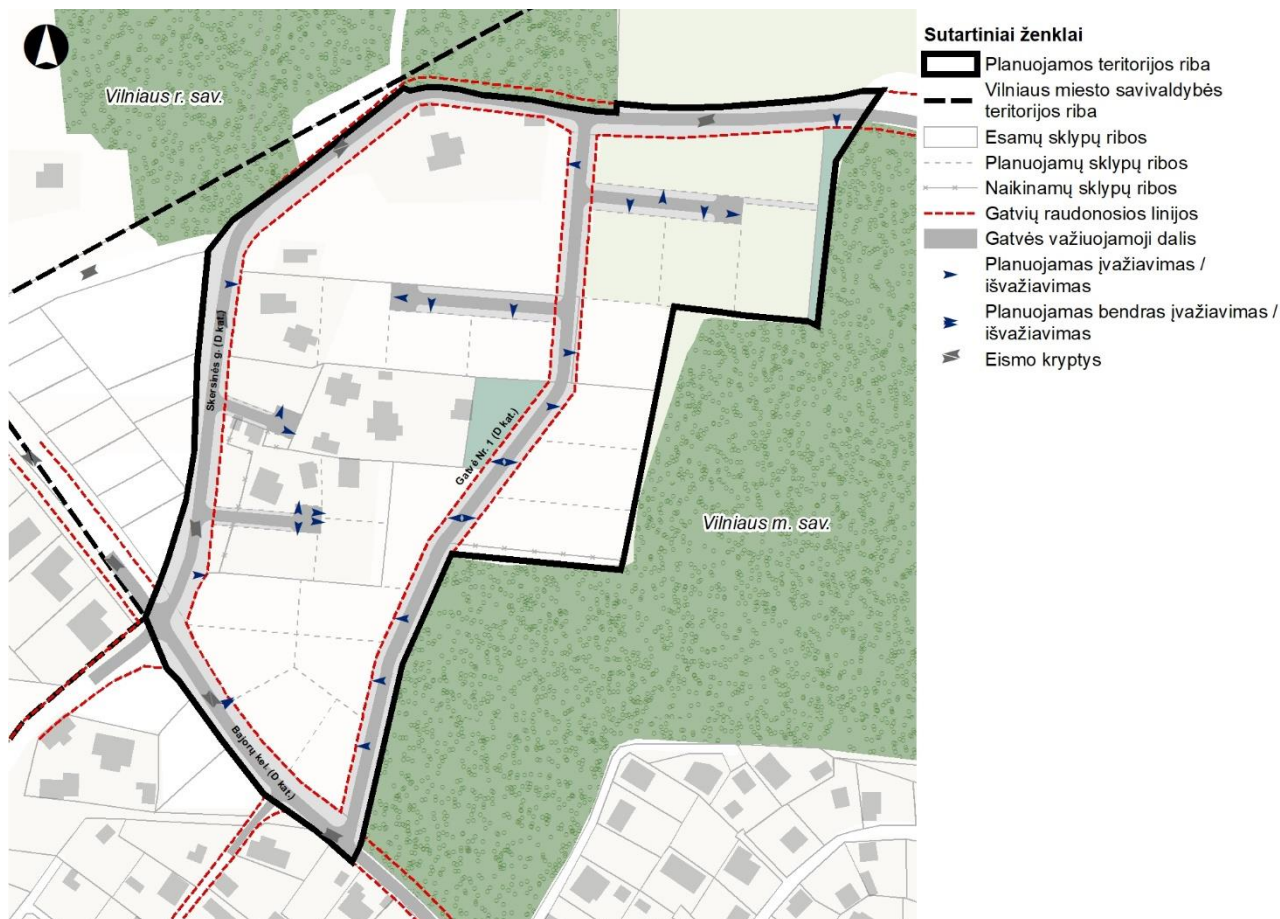 Vilniaus r. sav.
Skersinės g. (D kat.)
Gatvė Nr. 1 (D kat.)
Vilniaus m. sav.
Bajorų kel. (D kat.)
Sutartiniai ženklai
Planuojamos teritorijos riba
Vilniaus miesto savivaldybės
teritorijos riba
Esamų sklypų ribos
Planuojamų sklypų ribos
Naikinamų sklypų ribos
Gatvių raudonosios linijos
Gatvės važiuojamoji dalis
Planuojamas įvažiavimas /
išvažiavimas
Planuojamas bendras įvažiavimas /
išvažiavimas
Eismo kryptys